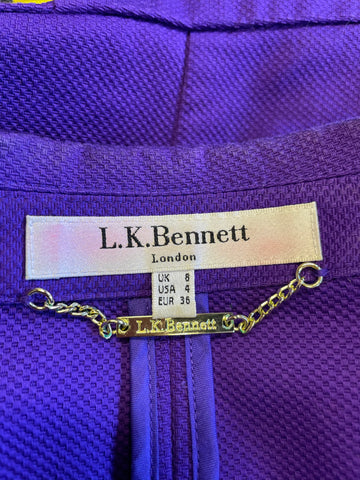 L.K.Bennett
London
UK 8
USA 4
EUR 36
L.K.Bennett